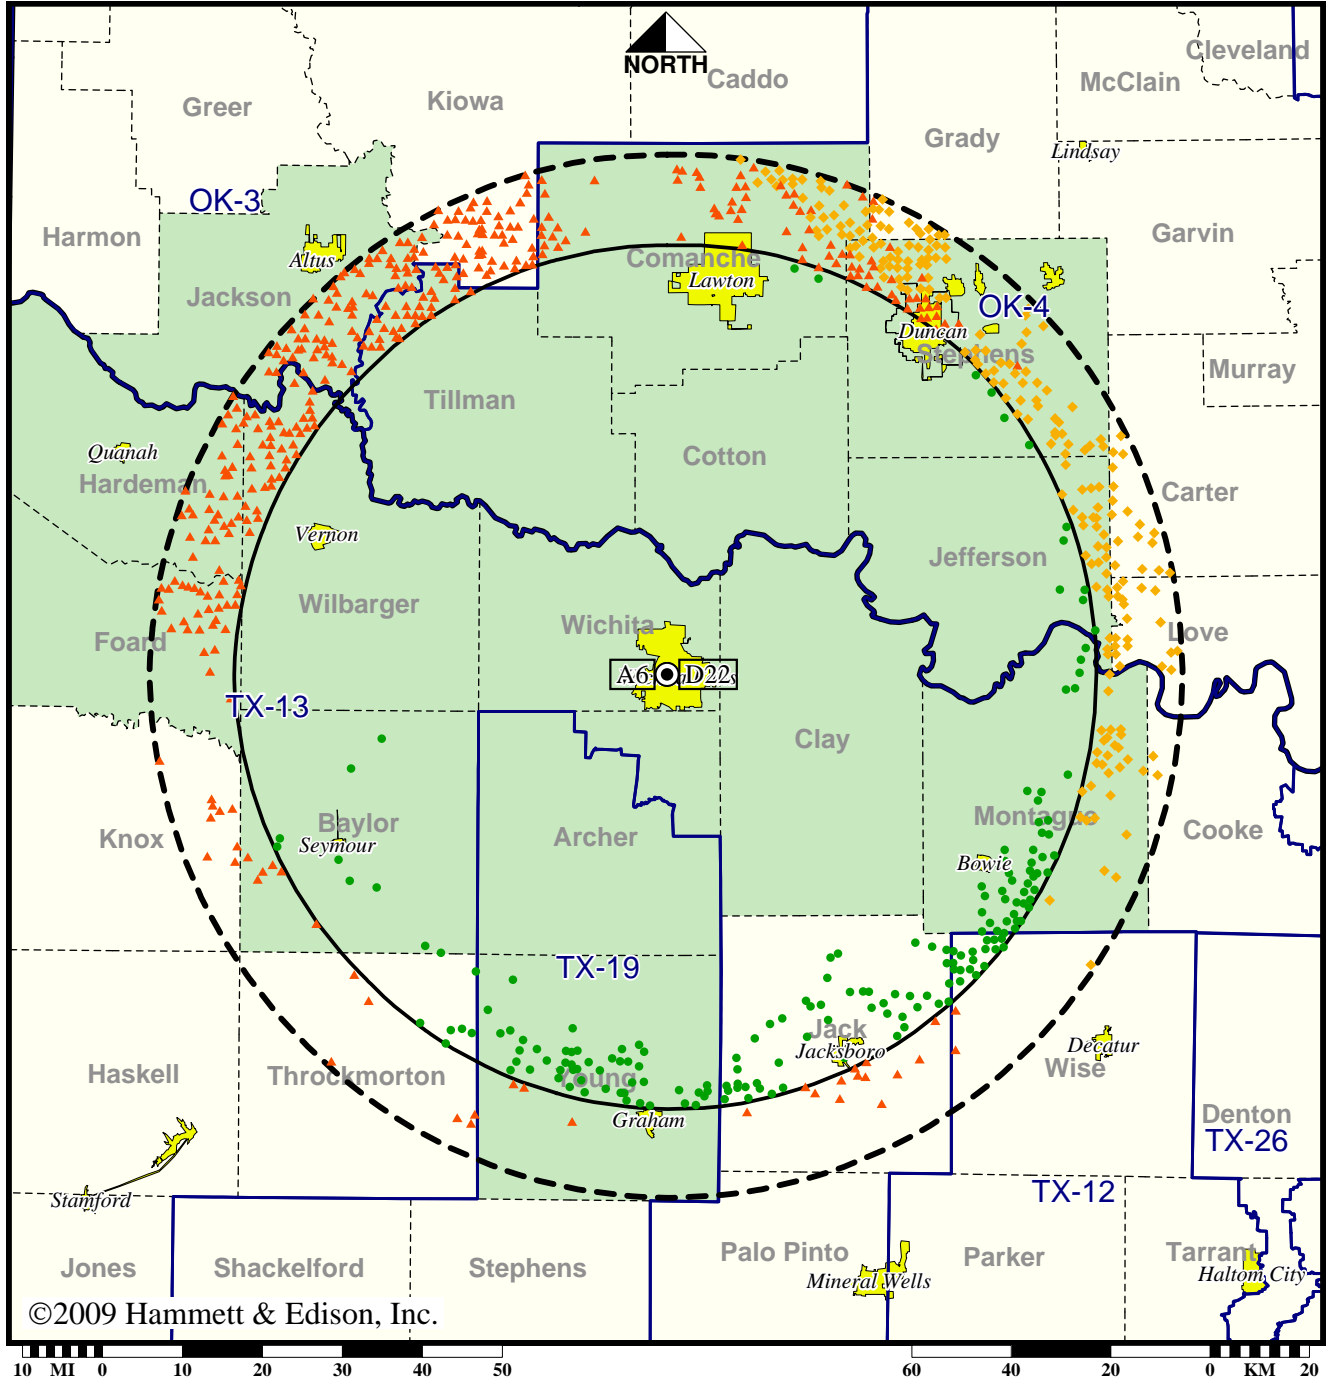 NORTH
Caddo
Cleveland
McClain
Kiowa
Greer
Grady
Lindsay
OK-3
Harmon
Garvin
Altus
Comanche
Lawton
Jackson
OK-4
Duncan
Stephens
Murray
Tillman
Quanah
Cotton
Hardeman
Carter
Vernon
Jefferson
Wilbarger
Wichita
Foard
Love
A6
D22
TX-13
Clay
Baylor
Montague
Knox
Seymour
Archer
Cooke
Bowie
TX-19
Jack
Jacksboro
Decatur
Wise
Haskell
Throckmorton
Young
Graham
Denton
TX-26
Stamford
TX-12
Jones
Shackelford
Stephens
Palo Pinto
Parker
Tarrant
Mineral Wells
Haltom City
©2009 Hammett & Edison, Inc.
10 MI 0 10 20 30 40 50
60 40 20 0 KM 20